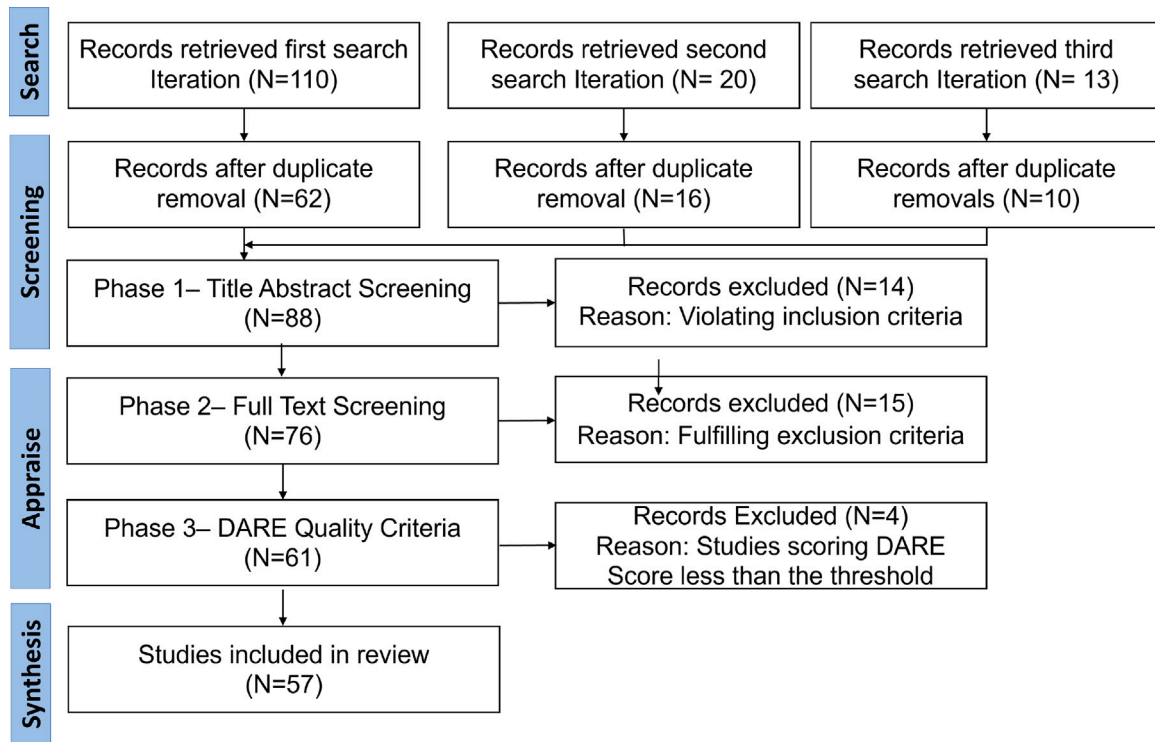 Search
Records retrieved first search
Iteration (N=110)
Records retrieved second
search Iteration (N= 20)
Records retrieved third
search Iteration (N= 13)
Screening
Records after duplicate
removal (N=62)
Records after duplicate
removal (N=16)
Records after duplicate
removals (N=10)
Phase 1– Title Abstract Screening
(N=88)
Records excluded (N=14)
Reason: Violating inclusion criteria
Appraise
Phase 2– Full Text Screening
(N=76)
Records excluded (N=15)
Reason: Fulfilling exclusion criteria
Phase 3– DARE Quality Criteria
(N=61)
Records Excluded (N=4)
Reason: Studies scoring DARE
Score less than the threshold
Synthesis
Studies included in review
(N=57)